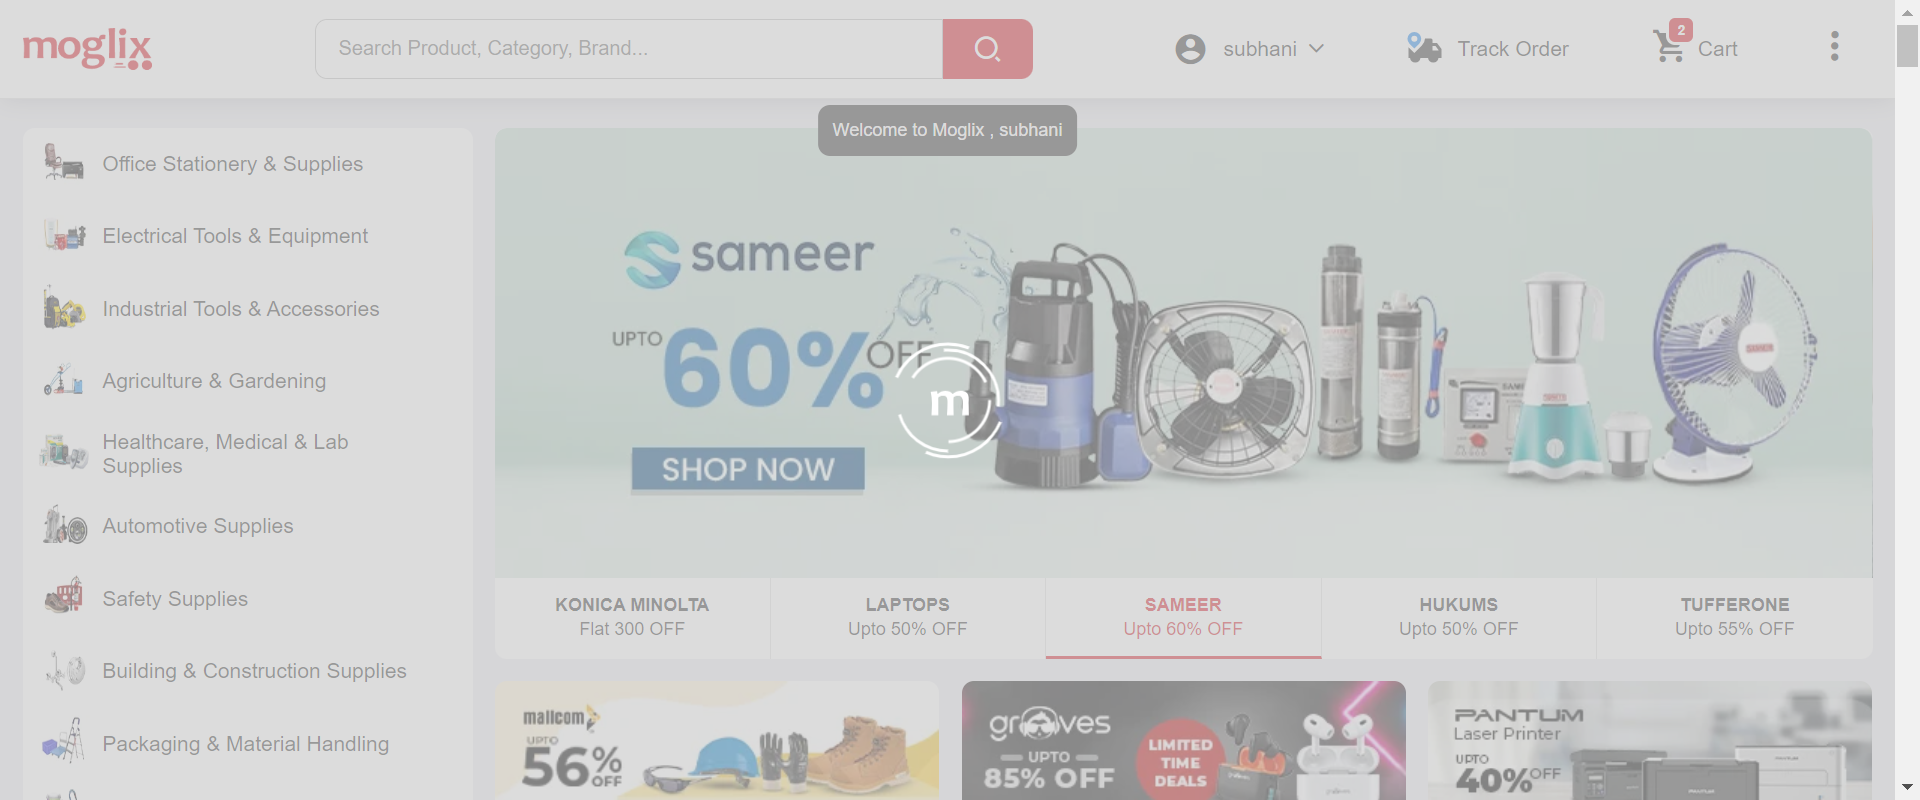 moglix
Search Product, Category, Brand...
subhani
Track Order
2
Cart
Welcome to Moglix , subhani
Office Stationery & Supplies
Electrical Tools & Equipment
Industrial Tools & Accessories
Agriculture & Gardening
Healthcare, Medical & Lab
Supplies
Automotive Supplies
Safety Supplies
Building & Construction Supplies
Packaging & Material Handling
sameer
UPTO
60%
OFF
SHOP NOW
m
KONICA MINOLTA
Flat 300 OFF
LAPTOPS
Upto 50% OFF
SAMEER
Upto 60% OFF
HUKUMS
Upto 50% OFF
TUFFERONE
Upto 55% OFF
mallcom
UPTO
56% OFF
grooves
UPTO
85% OFF
LIMITED
TIME
DEALS
PANTUM
Laser Printer
UPTO
40% OFF